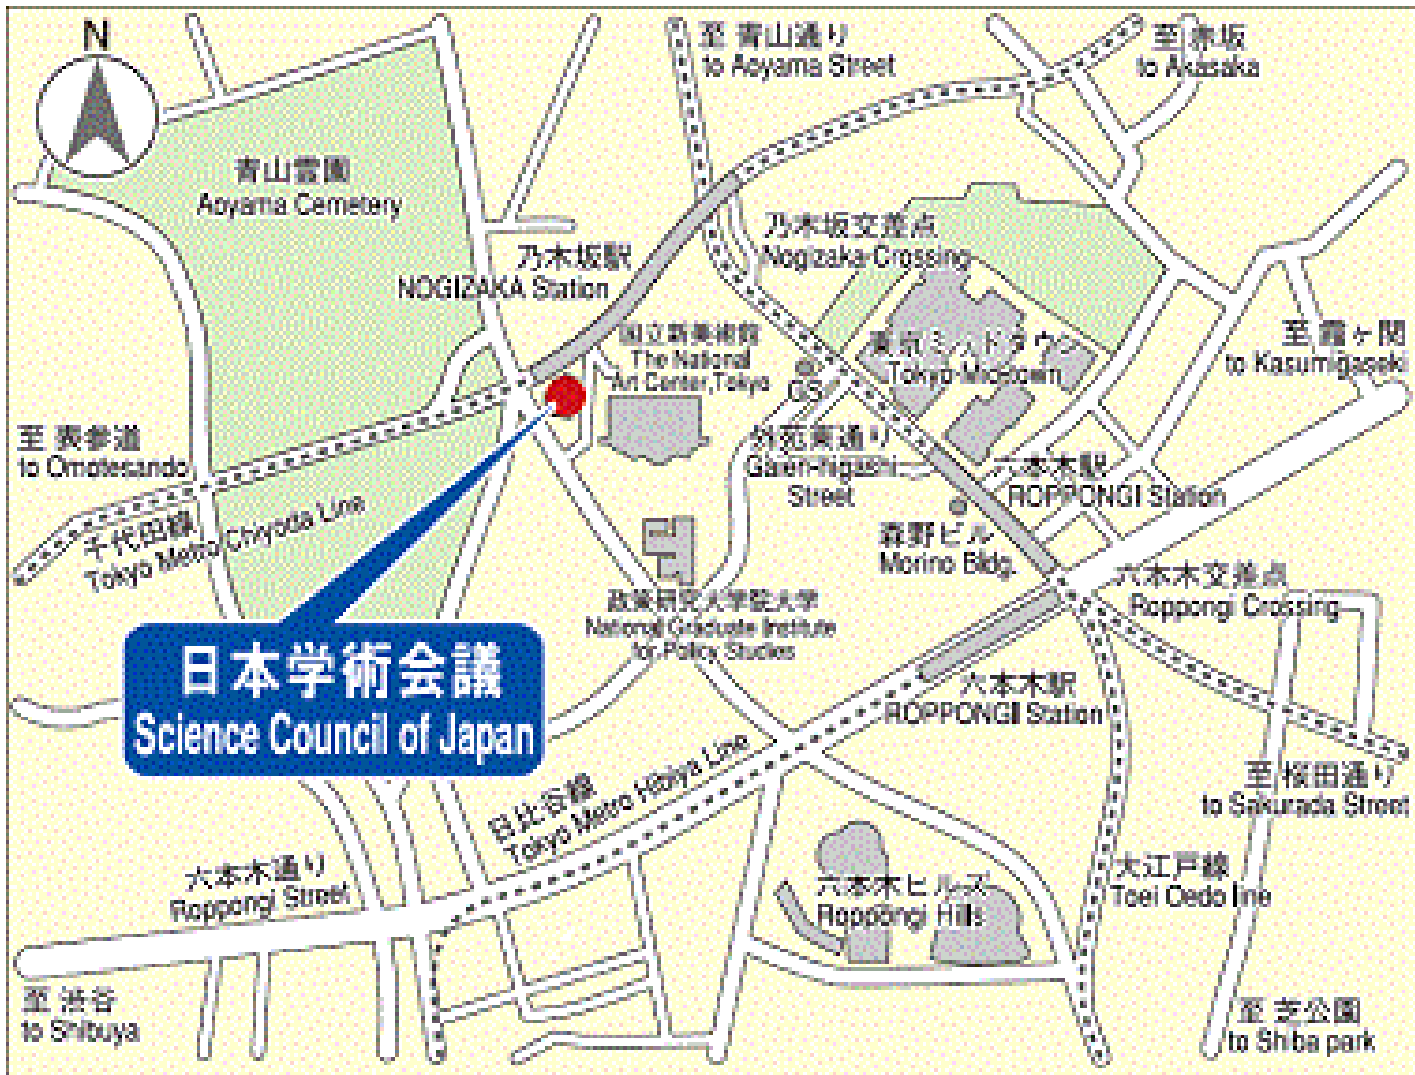 N
至 青山通り
to Aoyama Street
至 赤坂
to Akasaka
青山霊園
Aoyama Cemetery
乃木坂駅
NOGIZAKA Station
乃木坂交差点
Nogizaka Crossing
国立新美術館
The National
Art Center,Tokyo
東京ミッドタウン
Tokyo Mid-town
GS
至 霞ヶ関
to Kasumigaseki
至 表参道
to Omotesando
外苑東通り
Gaien-higashi
Street
六本木駅
ROPPONGI Station
千代田線
Tokyo Metro Chiyoda Line
森野ビル
Morino Bldg.
六本木交差点
Roppongi Crossing
政策研究大学院大学
National Graduate Institute
for Policy Studies
日本学術会議
Science Council of Japan
六本木駅
ROPPONGI Station
日比谷線
Tokyo Metro Hibiya Line
至 桜田通り
to Sakurada Street
六本木通り
Roppongi Street
六本木ヒルズ
Roppongi Hills
大江戸線
Toei Oedo line
至 渋谷
to Shibuya
至 芝公園
to Shiba park